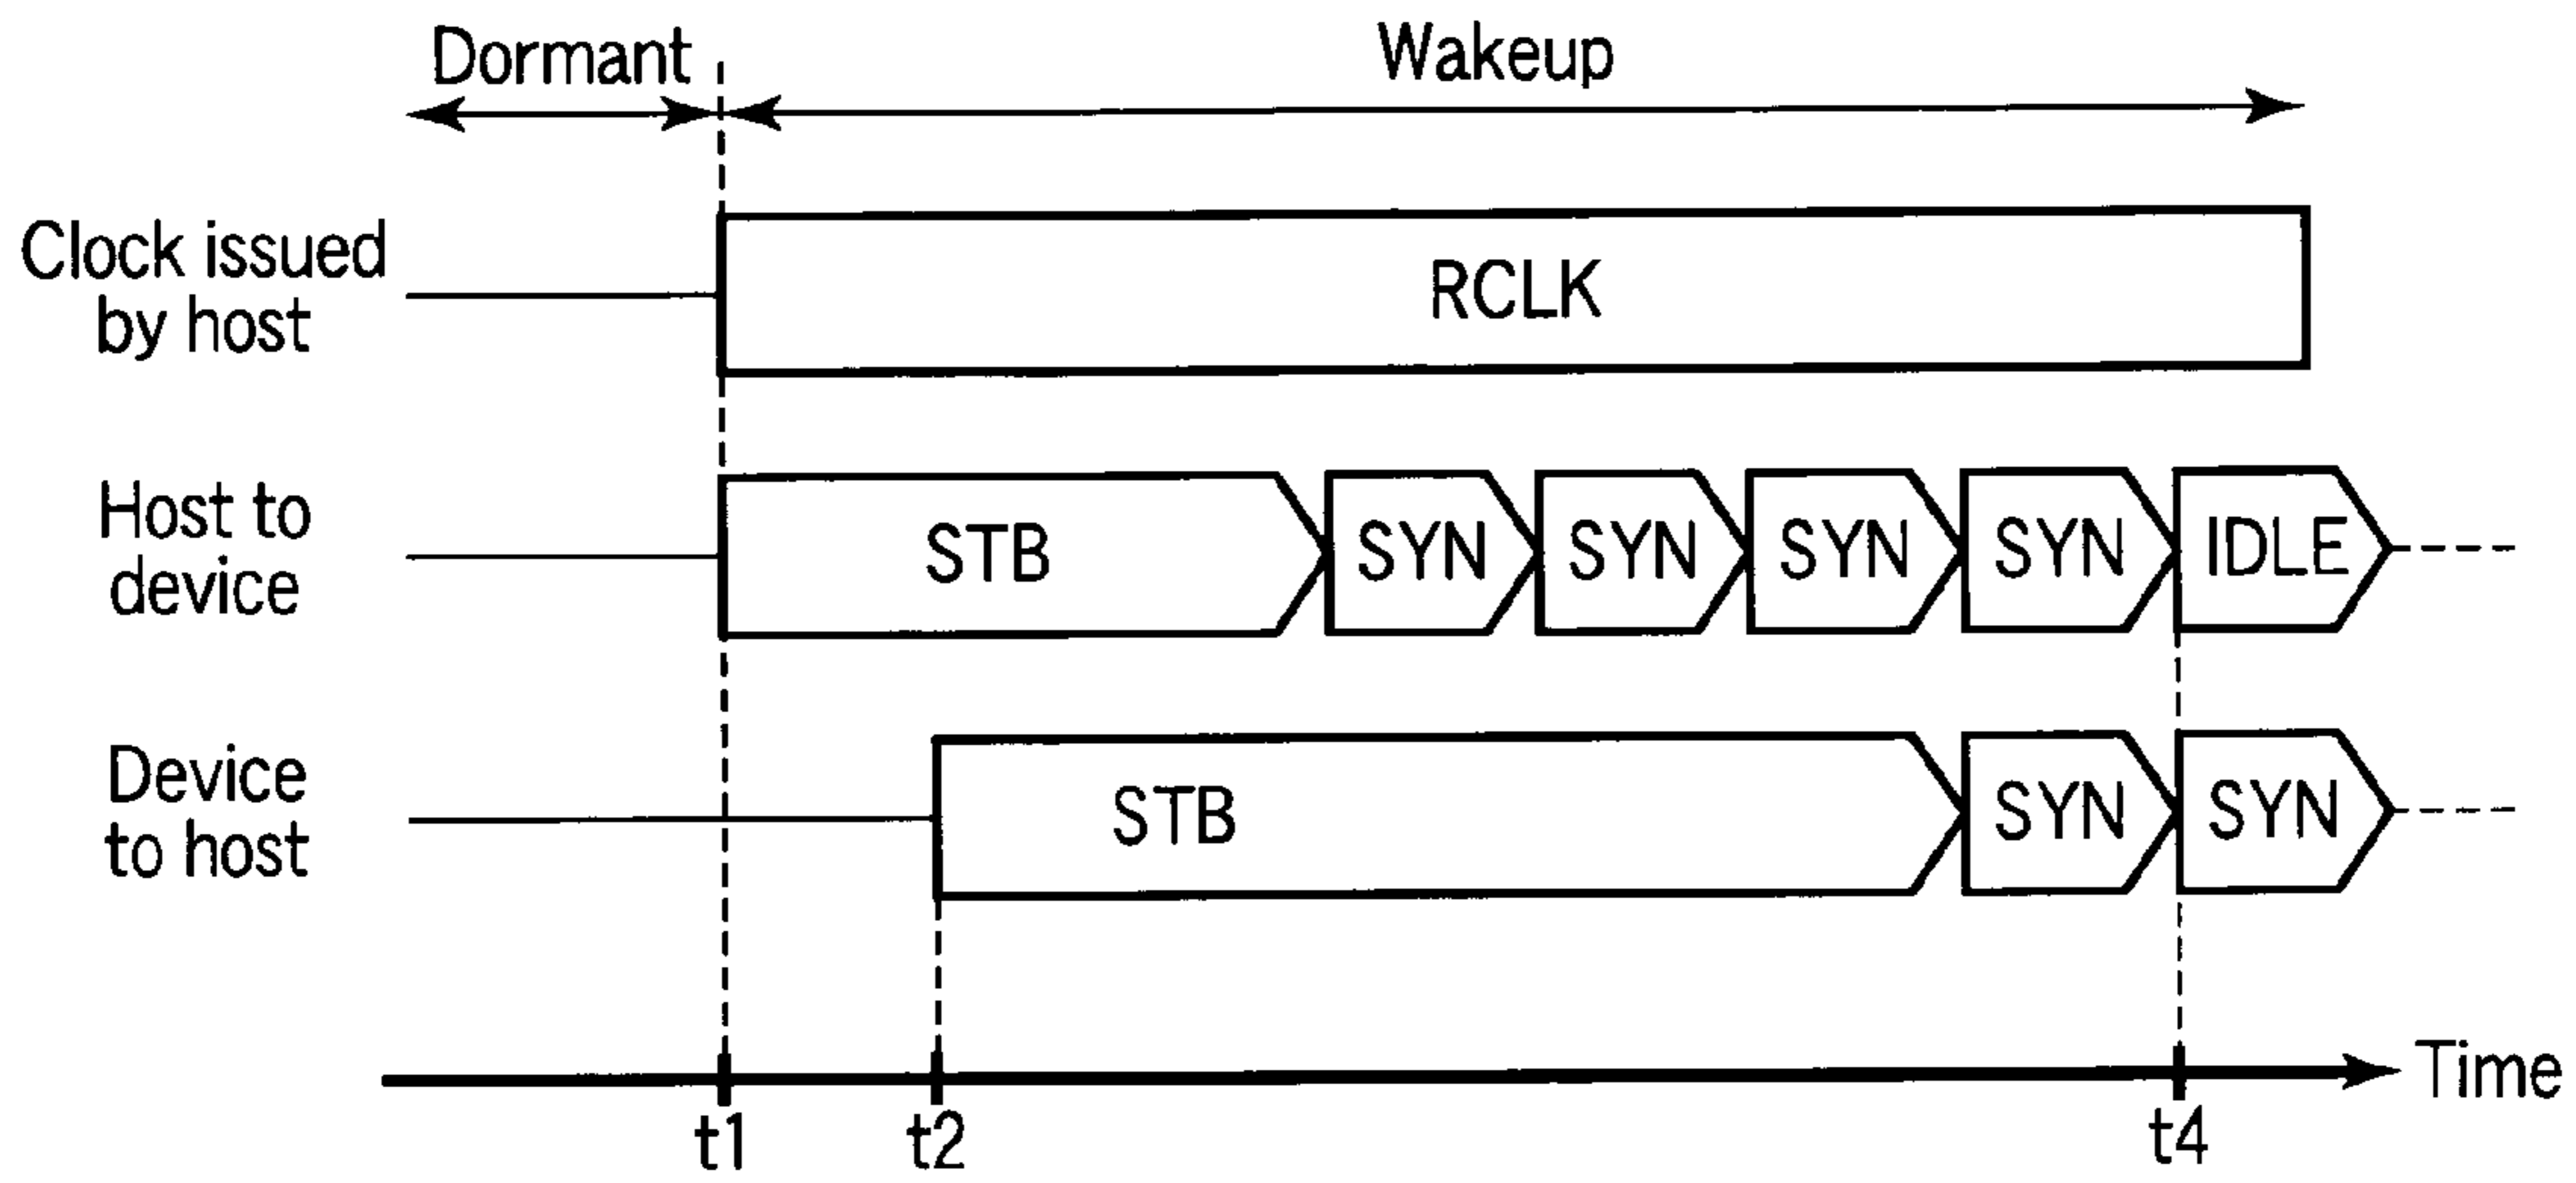 Dormant
Wakeup
Clock issued
by host
RCLK
Host to
device
STB
SYN
SYN
SYN
SYN
IDLE
Device
to host
STB
SYN
SYN
Time
t1
t2
t4